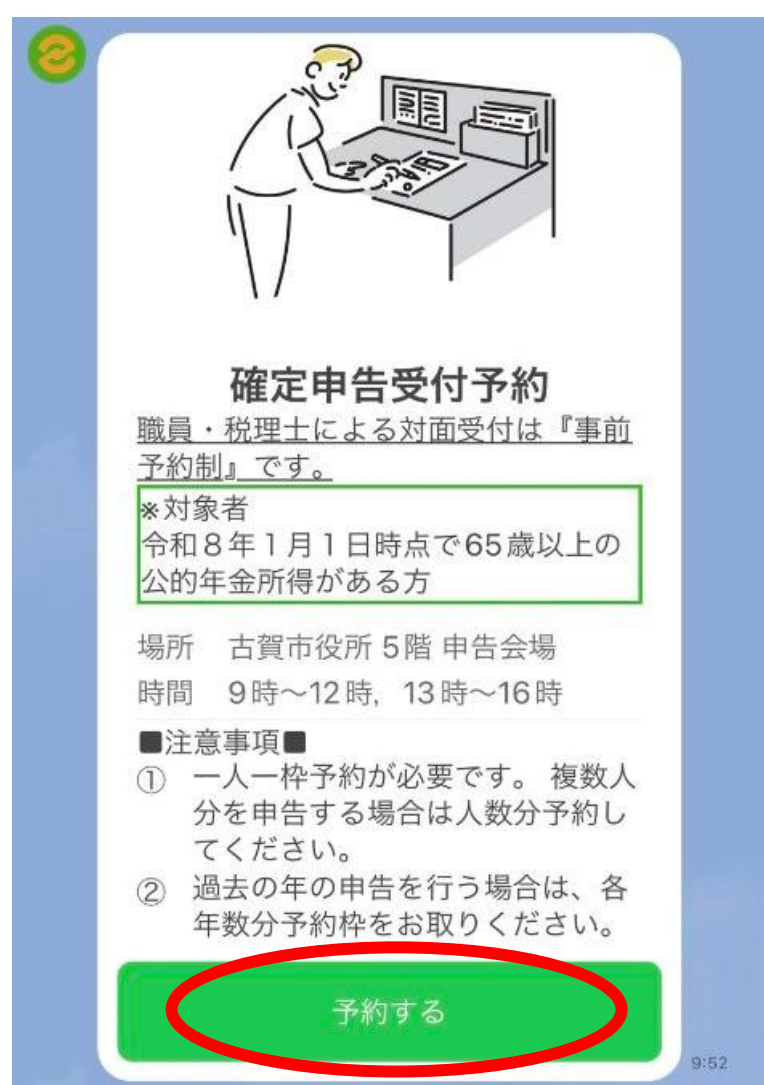 確定申告受付予約
職員・税理士による対面受付は『事前
予約制』です。
※対象者
令和8年1月1日時点で65歳以上の
公的年金所得がある方
場所 古賀市役所 5階 申告会場
時間 9時～12時, 13時～16時
■注意事項■
① 一人一枠予約が必要です。 複数人
分を申告する場合は人数分予約し
てください。
② 過去の年の申告を行う場合は、各
年数分予約枠をお取りください。
予約する
9:52